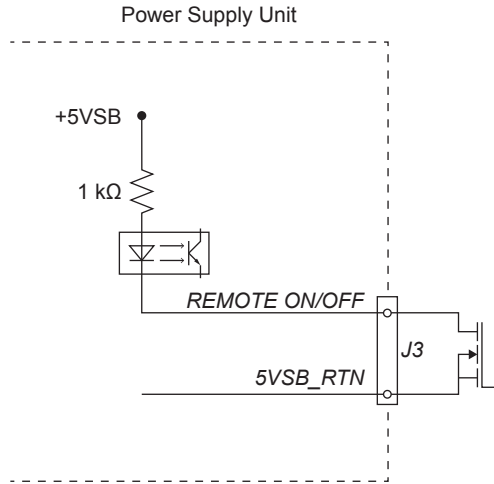 Power Supply Unit
+5VSB
1 kΩ
REMOTE ON/OFF
J3
5VSB_RTN